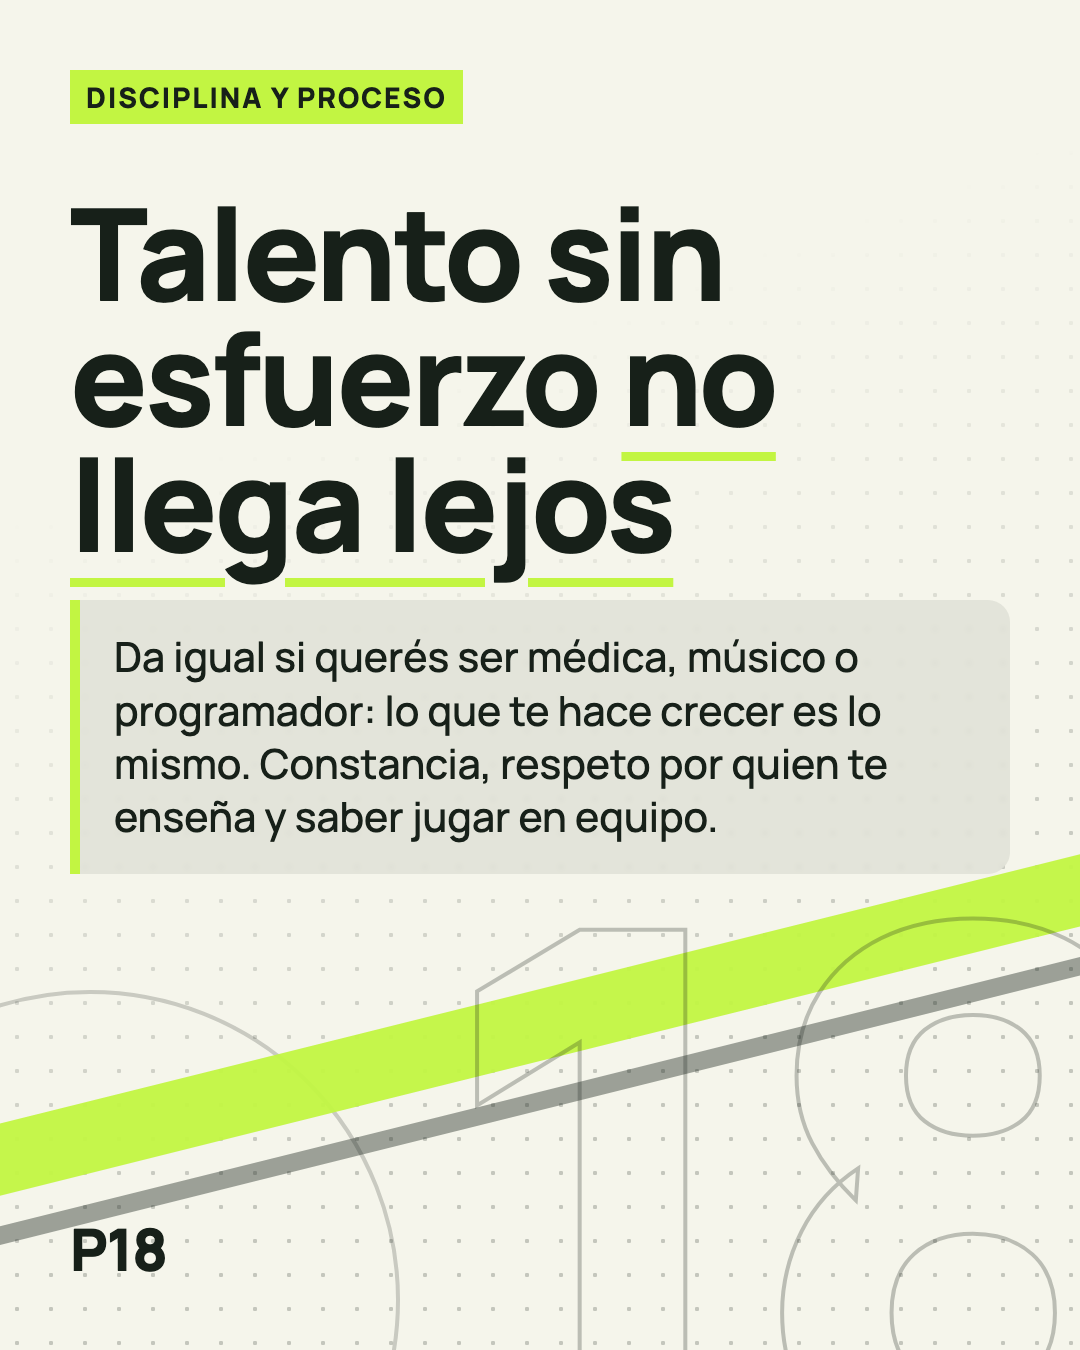 DISCIPLINA Y PROCESO
Talento sin
esfuerzo no
llega lejos
Da igual si querés ser médica, músico o
programador: lo que te hace crecer es lo
mismo. Constancia, respeto por quien te
enseña y saber jugar en equipo.
18
P18